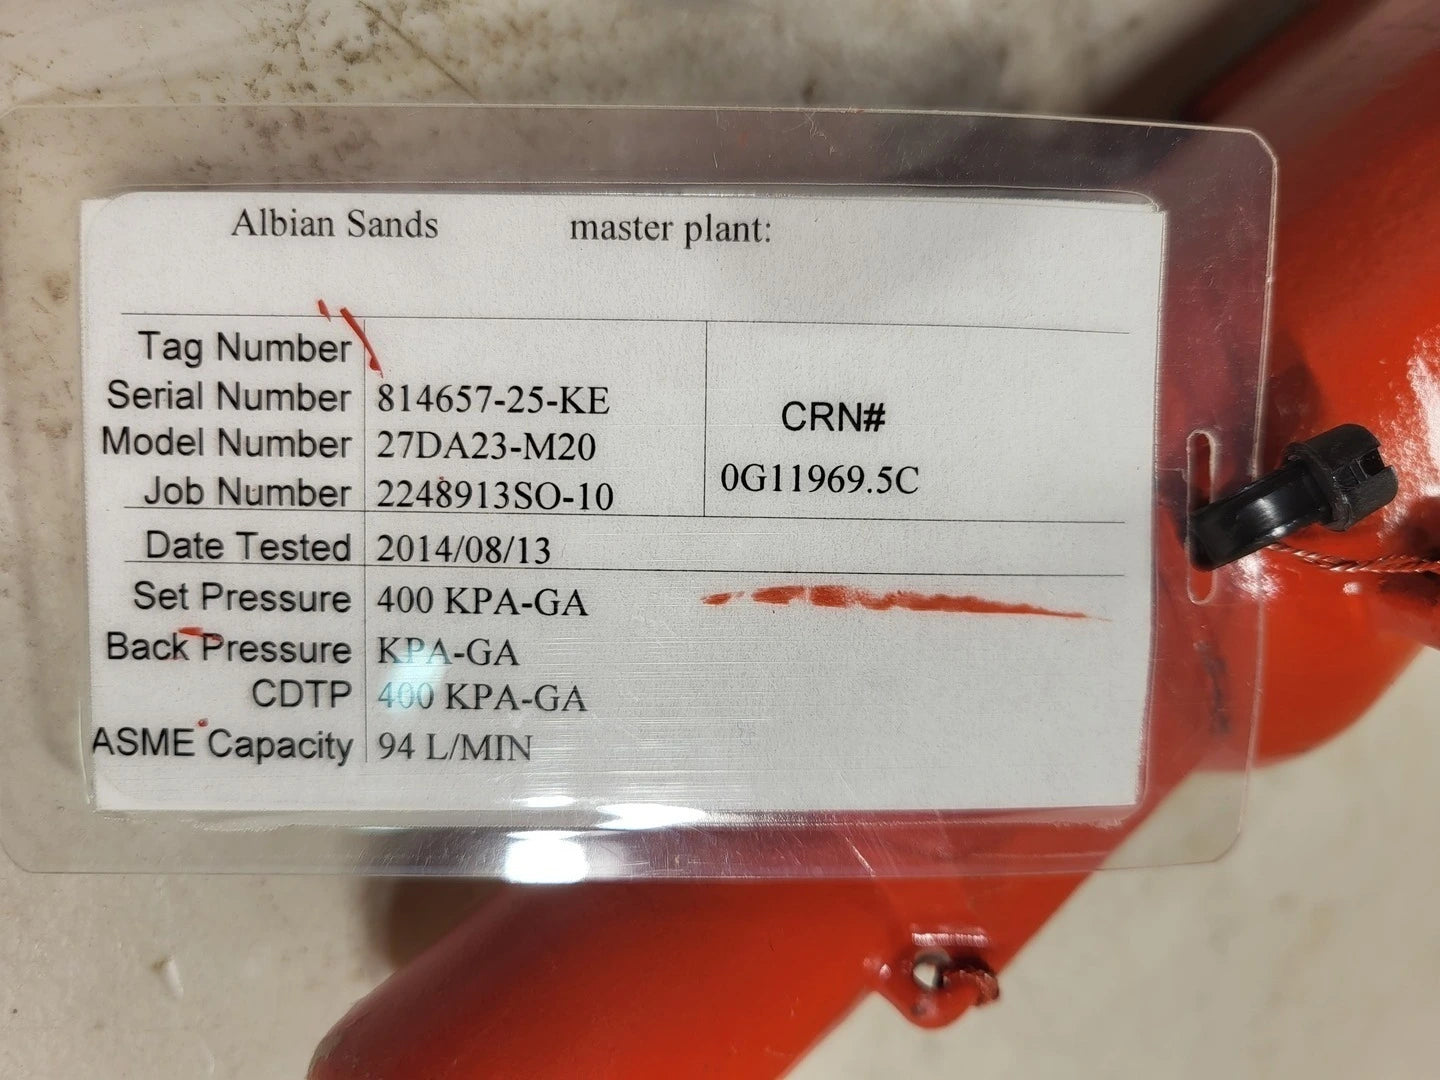 Albian Sands master plant:
Tag Number
Serial Number 814657-25-KE
Model Number 27DA23-M20
Job Number 2248913SO-10
CRN#
0G11969.5C
Date Tested 2014/08/13
Set Pressure 400 KPA-GA
Back Pressure KPA-GA
CDTP 400 KPA-GA
ASME Capacity 94 L/MIN